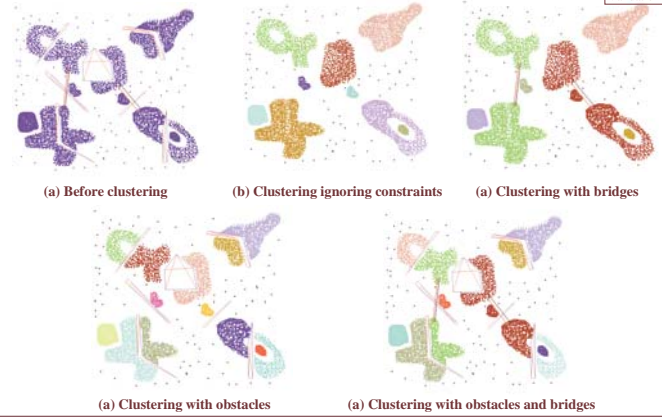 (a) Before clustering
(b) Clustering ignoring constraints
(a) Clustering with bridges
(a) Clustering with obstacles
(a) Clustering with obstacles and bridges